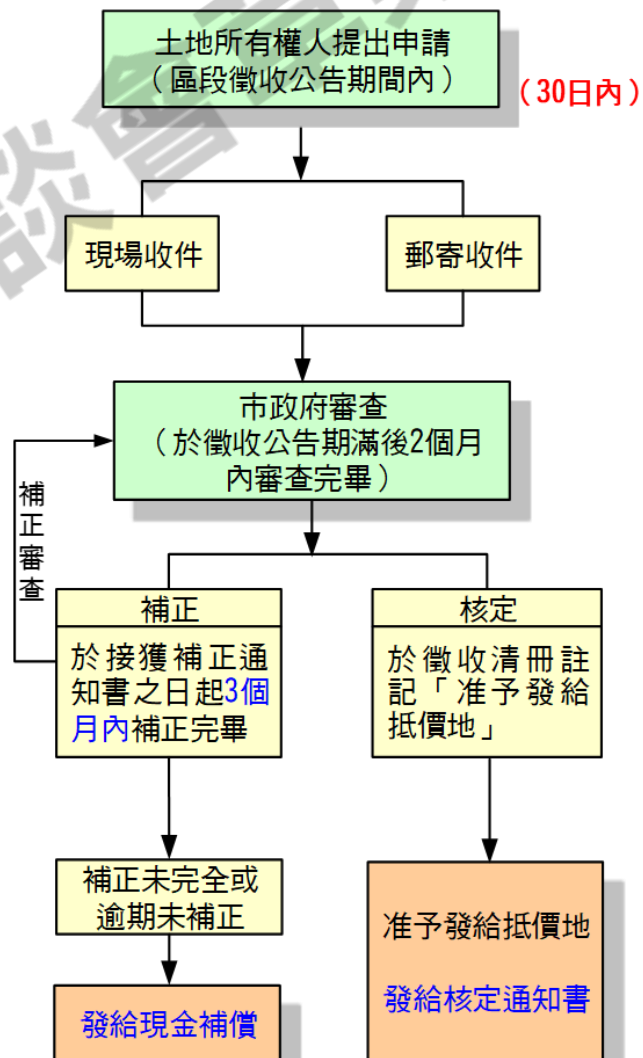 土地所有權人提出申請
（區段徵收公告期間內）
（30日內）
現場收件
郵寄收件
市政府審查
（於徵收公告期滿後2個月
內審查完畢）
補正審查
補正
於接獲補正通
知書之日起3個
月內補正完畢
核定
於徵收清冊註
記「准予發給
抵價地」
補正未完全或
逾期未補正
發給現金補償
准予發給抵價地
發給核定通知書
談會